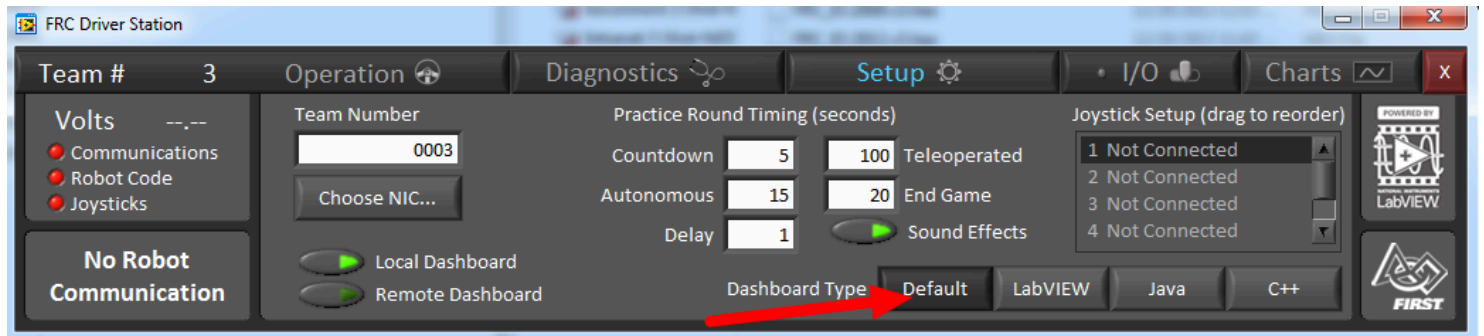 FRC Driver Station
Team # 3 Operation Diagnostics Setup I/O Charts X
Volts --.--
Communications
Robot Code
Joysticks
No Robot
Communication
Team Number
0003
Choose NIC...
Local Dashboard
Remote Dashboard
Practice Round Timing (seconds)
Countdown 5 100 Teleoperated
Autonomous 15 20 End Game
Delay 1 Sound Effects
Dashboard Type Default LabVIEW Java C++
Joystick Setup (drag to reorder)
1 Not Connected
2 Not Connected
3 Not Connected
4 Not Connected
POWERED BY
NATIONAL INSTRUMENTS
LabVIEW
FIRST